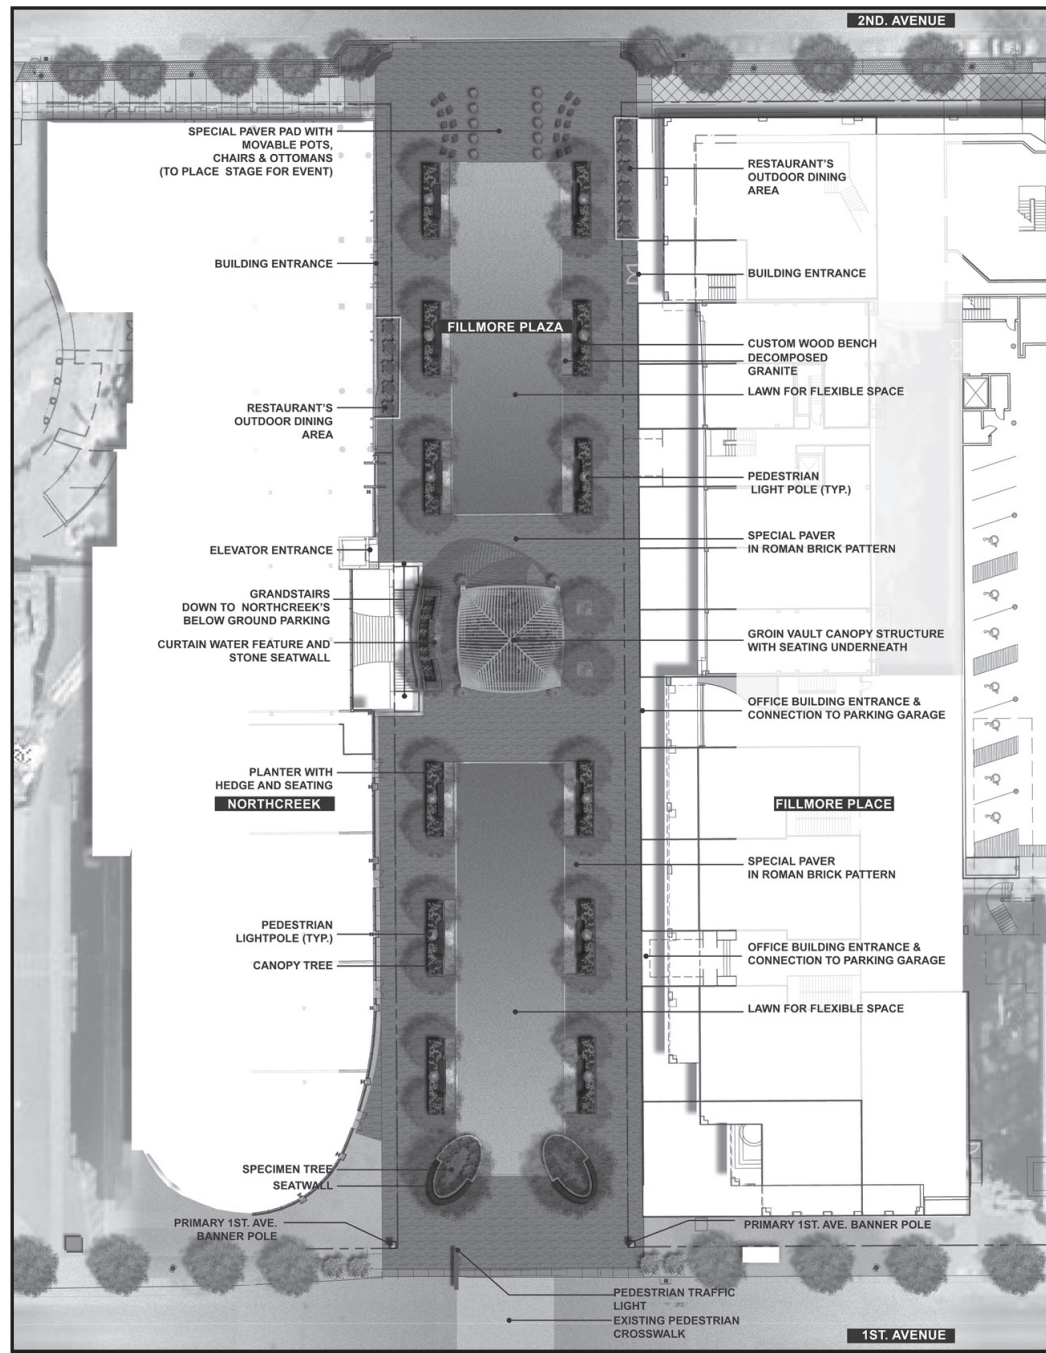 2ND. AVENUE
SPECIAL PAVER PAD WITH
MOVABLE POTS,
CHAIRS & OTTOMANS
(TO PLACE STAGE FOR EVENT)
RESTAURANT'S
OUTDOOR DINING
AREA
BUILDING ENTRANCE
BUILDING ENTRANCE
FILLMORE PLAZA
CUSTOM WOOD BENCH
DECOMPOSED
GRANITE
LAWN FOR FLEXIBLE SPACE
RESTAURANT'S
OUTDOOR DINING
AREA
PEDESTRIAN
LIGHT POLE (TYP.)
SPECIAL PAVER
IN ROMAN BRICK PATTERN
ELEVATOR ENTRANCE
GRANDSTAIRS
DOWN TO NORTHCREEK'S
BELOW GROUND PARKING
CURTAIN WATER FEATURE AND
STONE SEATWALL
GROIN VAULT CANOPY STRUCTURE
WITH SEATING UNDERNEATH
OFFICE BUILDING ENTRANCE &
CONNECTION TO PARKING GARAGE
PLANTER WITH
HEDGE AND SEATING
NORTHCREEK
FILLMORE PLACE
SPECIAL PAVER
IN ROMAN BRICK PATTERN
PEDESTRIAN
LIGHTPOLE (TYP.)
CANOPY TREE
OFFICE BUILDING ENTRANCE &
CONNECTION TO PARKING GARAGE
LAWN FOR FLEXIBLE SPACE
SPECIMEN TREE
SEATWALL
PRIMARY 1ST. AVE.
BANNER POLE
PRIMARY 1ST. AVE. BANNER POLE
PEDESTRIAN TRAFFIC
LIGHT
EXISTING PEDESTRIAN
CROSSWALK
1ST. AVENUE